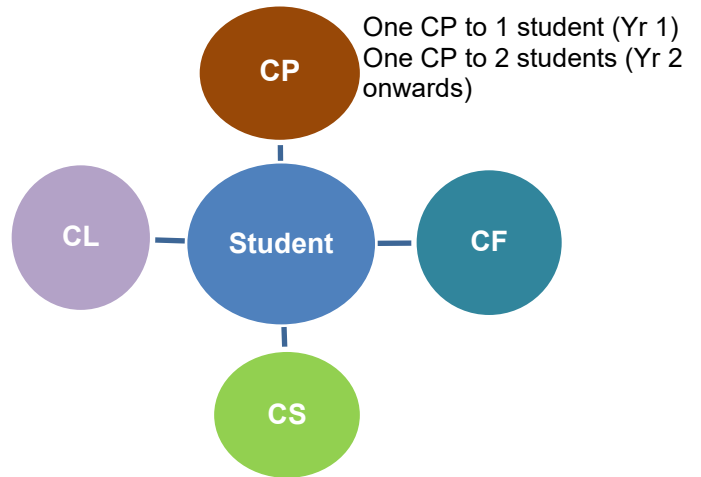 One CP to 1 student (Yr 1)
CP
One CP to 2 students (Yr 2
onwards)
CL
Student
CF
CS